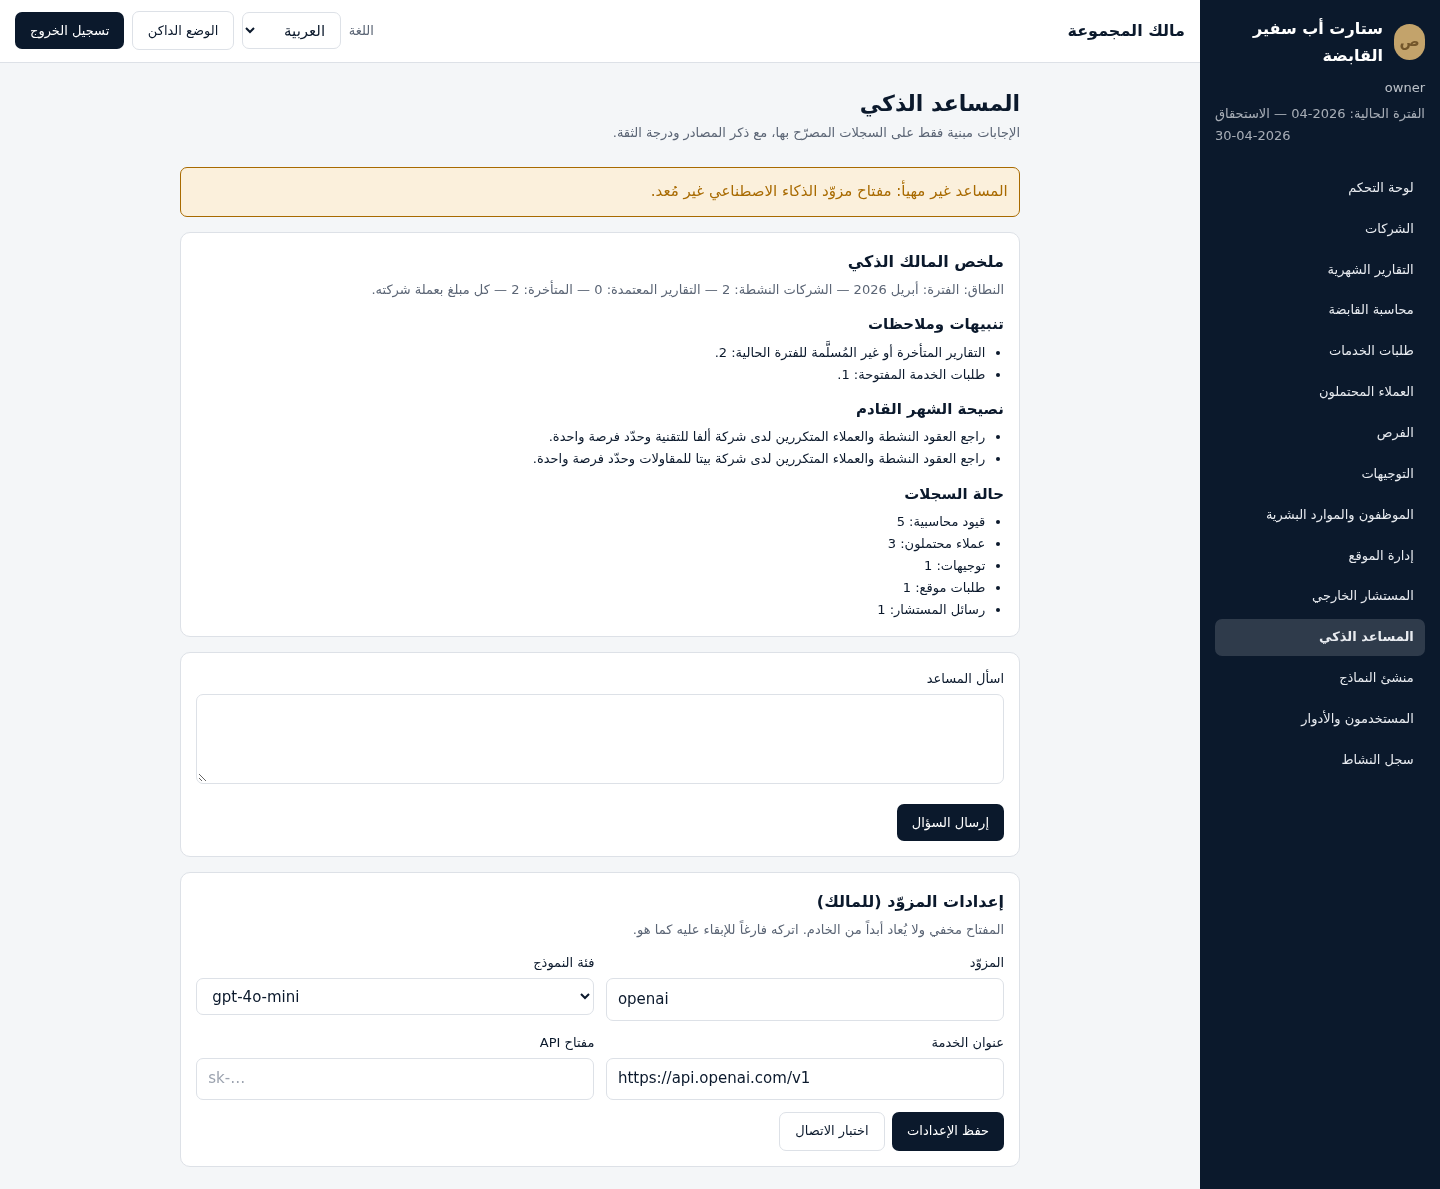 ص
ستارت أب سفير
القابضة
owner
الفترة الحالية: 2026-04 — الاستحقاق
2026-04-30
لوحة التحكم
الشركات
التقارير الشهرية
محاسبة القابضة
طلبات الخدمات
العملاء المحتملون
الفرص
التوجيهات
الموظفون والموارد البشرية
إدارة الموقع
المستشار الخارجي
المساعد الذكي
منشئ النماذج
المستخدمون والأدوار
سجل النشاط
مالك المجموعة
اللغة
العربية
الوضع الداكن
تسجيل الخروج
المساعد الذكي
الإجابات مبنية فقط على السجلات المصرّح بها، مع ذكر المصادر ودرجة الثقة.
المساعد غير مهيأ: مفتاح مزوّد الذكاء الاصطناعي غير مُعد.
ملخص المالك الذكي
النطاق: الفترة: أبريل 2026 — الشركات النشطة: 2 — التقارير المعتمدة: 0 — المتأخرة: 2 — كل مبلغ بعملة شركته.
تنبيهات وملاحظات
• التقارير المتأخرة أو غير المُسلَّمة للفترة الحالية: 2.
• طلبات الخدمة المفتوحة: 1.
نصيحة الشهر القادم
• راجع العقود النشطة والعملاء المتكررين لدى شركة ألفا للتقنية وحدّد فرصة واحدة.
• راجع العقود النشطة والعملاء المتكررين لدى شركة بيتا للمقاولات وحدّد فرصة واحدة.
حالة السجلات
• قيود محاسبية: 5
• عملاء محتملون: 3
• توجيهات: 1
• طلبات موقع: 1
• رسائل المستشار: 1
اسأل المساعد
إرسال السؤال
إعدادات المزوّد (للمالك)
المفتاح مخفي ولا يُعاد أبداً من الخادم. اتركه فارغاً للإبقاء عليه كما هو.
المزوّد
openai
فئة النموذج
gpt-4o-mini
عنوان الخدمة
https://api.openai.com/v1
مفتاح API
sk-...
حفظ الإعدادات
اختبار الاتصال